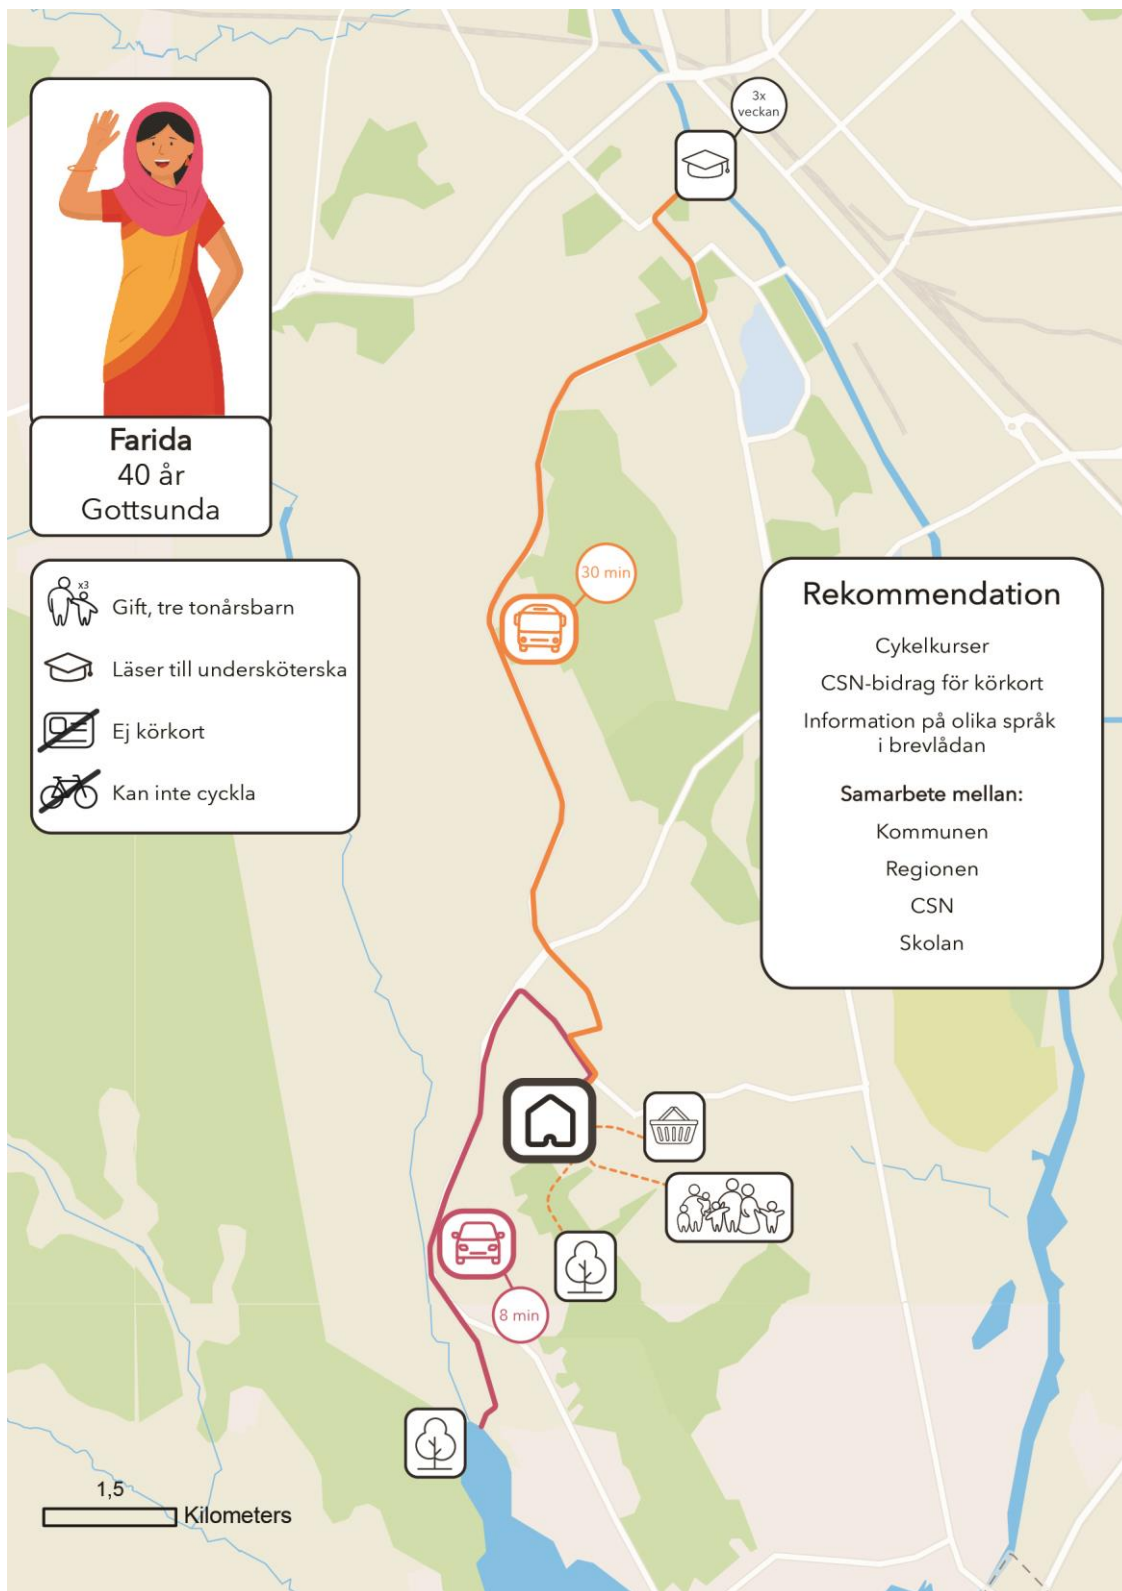 3x
veckan
Farida
40 år
Gottsunda
x3
Gift, tre tonårsbarn
Läser till undersköterska
Ej körkort
Kan inte cyckla
30 min
Rekommendation
Cykelkurser
CSN-bidrag för körkort
Information på olika språk
i brevlådan
Samarbete mellan:
Kommunen
Regionen
CSN
Skolan
8 min
1,5
Kilometers